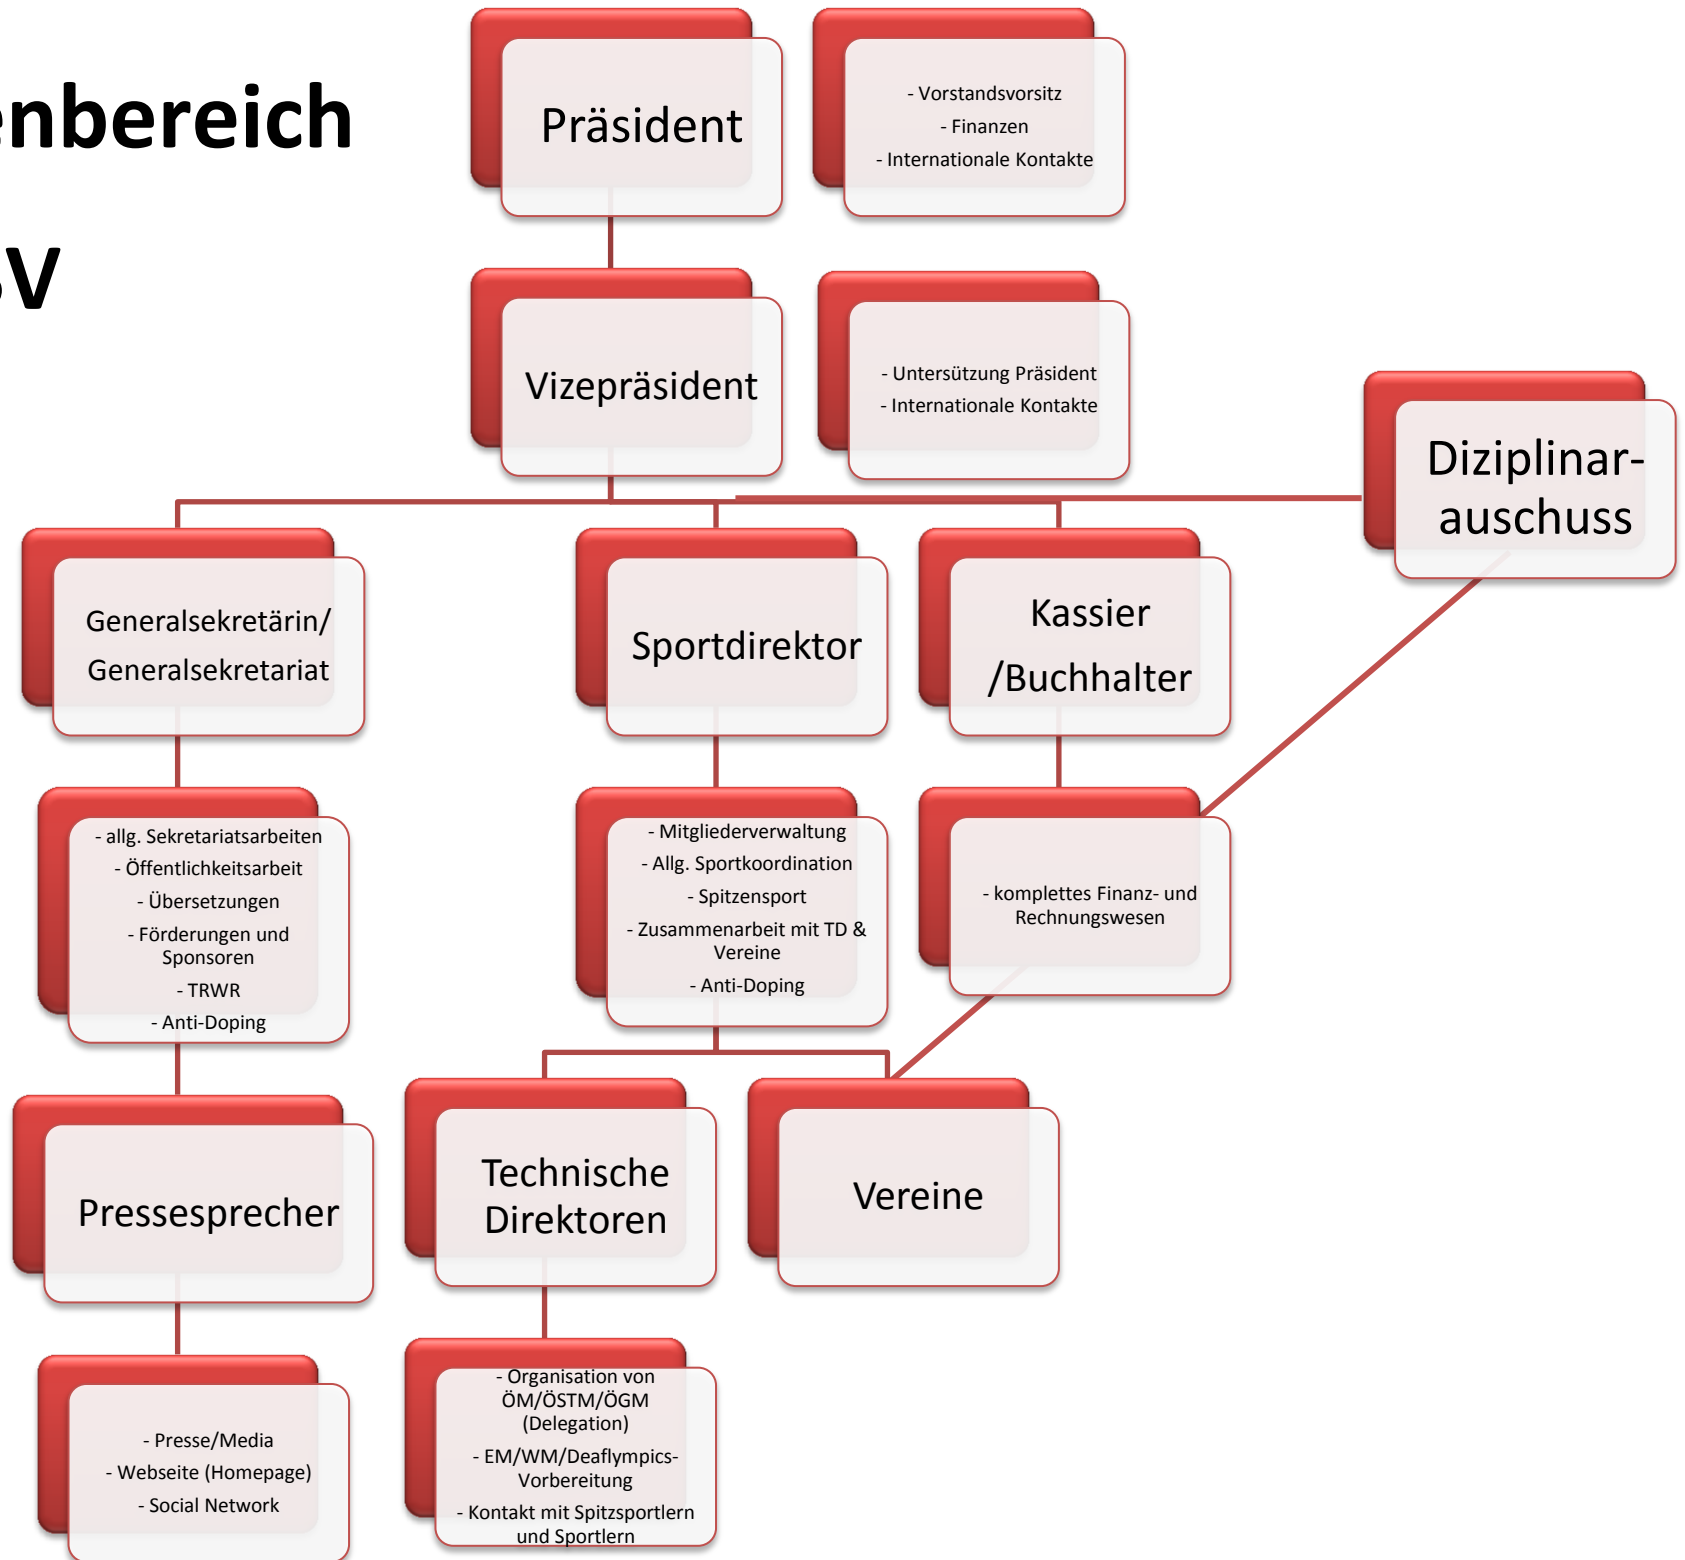 enbereich
Präsident
- Vorstandsvorsitz
- Finanzen
- Internationale Kontakte
V
Vizepräsident
- Untersützung Präsident
- Internationale Kontakte
Diziplinar-
auschuss
Generalsekretärin/
Generalsekretariat
Sportdirektor
Kassier
/Buchhalter
- allg. Sekretariatsarbeiten
- Öffentlichkeitsarbeit
- Übersetzungen
- Förderungen und
Sponsoren
- TRWR
- Anti-Doping
- Mitgliederverwaltung
- Allg. Sportkoordination
- Spitzensport
- Zusammenarbeit mit TD &
Vereine
- Anti-Doping
- komplettes Finanz- und
Rechnungswesen
Pressesprecher
Technische
Direktoren
Vereine
- Presse/Media
- Webseite (Homepage)
- Social Network
- Organisation von
ÖM/ÖSTM/ÖGM
(Delegation)
- EM/WM/Deaflympics-
Vorbereitung
- Kontakt mit Spitzsportlern
und Sportlern